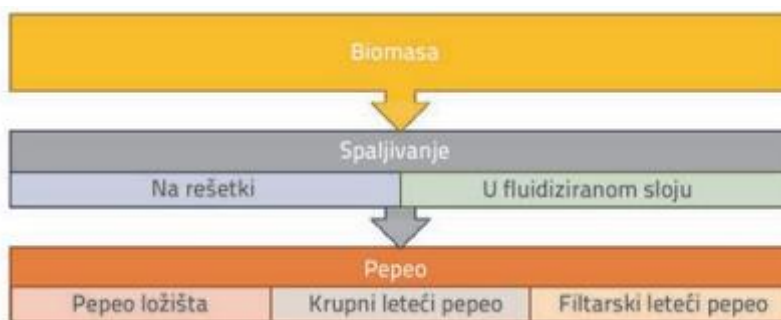 Biomasa
Spaljivanje
Na rešetki U fluidiziranom sloju
Pepeo
Pepeo ložišta Krupni leteći pepeo Filtarski leteći pepeo